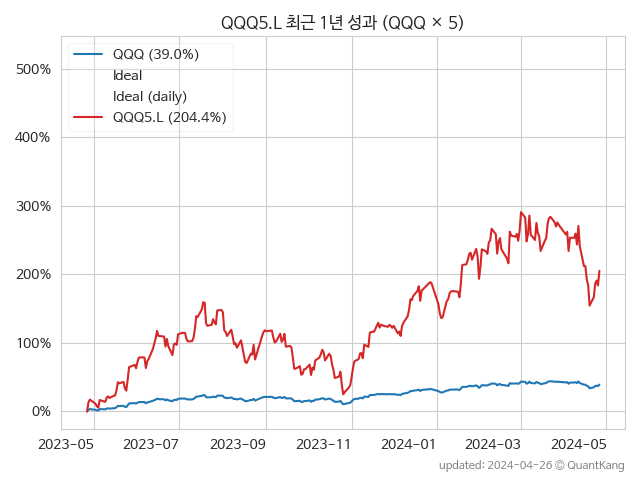 QQQ5.L 최근 1년 성과 (QQQ × 5)
QQQ (39.0%)
Ideal
Ideal (daily)
QQQ5.L (204.4%)
500%
400%
300%
200%
100%
0%
2023-05 2023-07 2023-09 2023-11 2024-01 2024-03 2024-05
updated: 2024-04-26 © QuantKang